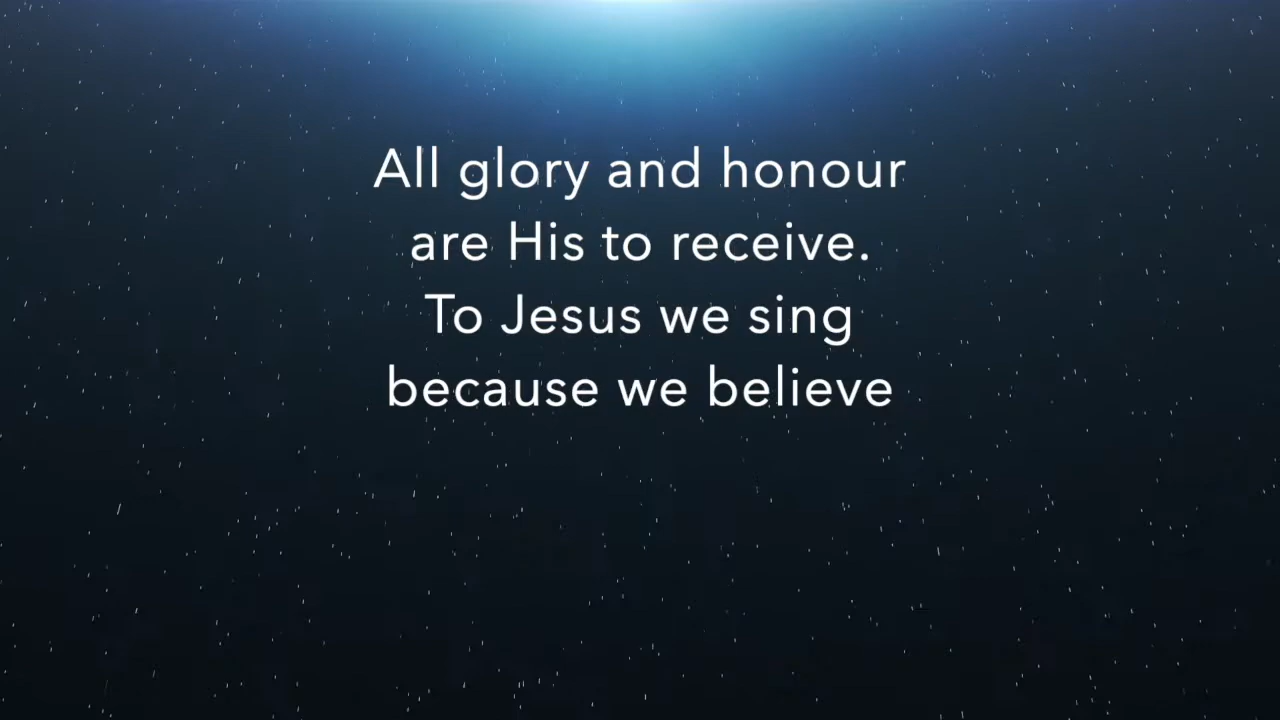 All glory and honour
are His to receive.
To Jesus we sing
because we believe